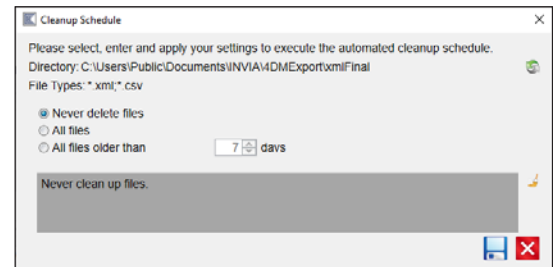 Cleanup Schedule
Please select, enter and apply your settings to execute the automated cleanup schedule.
Directory: C:\Users\Public\Documents\INVIA\4DMExport\xmlFinal
File Types: *.xml;*.csv
Never delete files
All files
All files older than 7 days
Never clean up files.